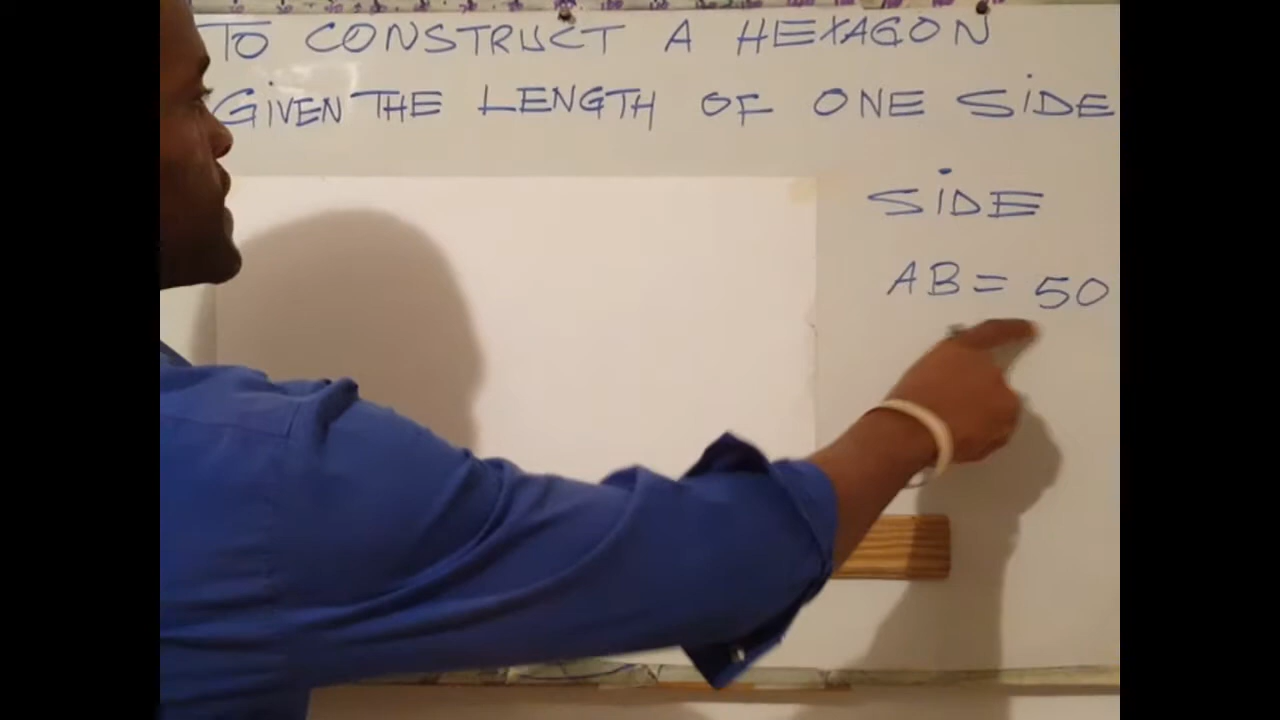 TO CONSTRUCT A HEXAGON
GIVEN THE LENGTH OF ONE SIDE
SIDE
AB = 50